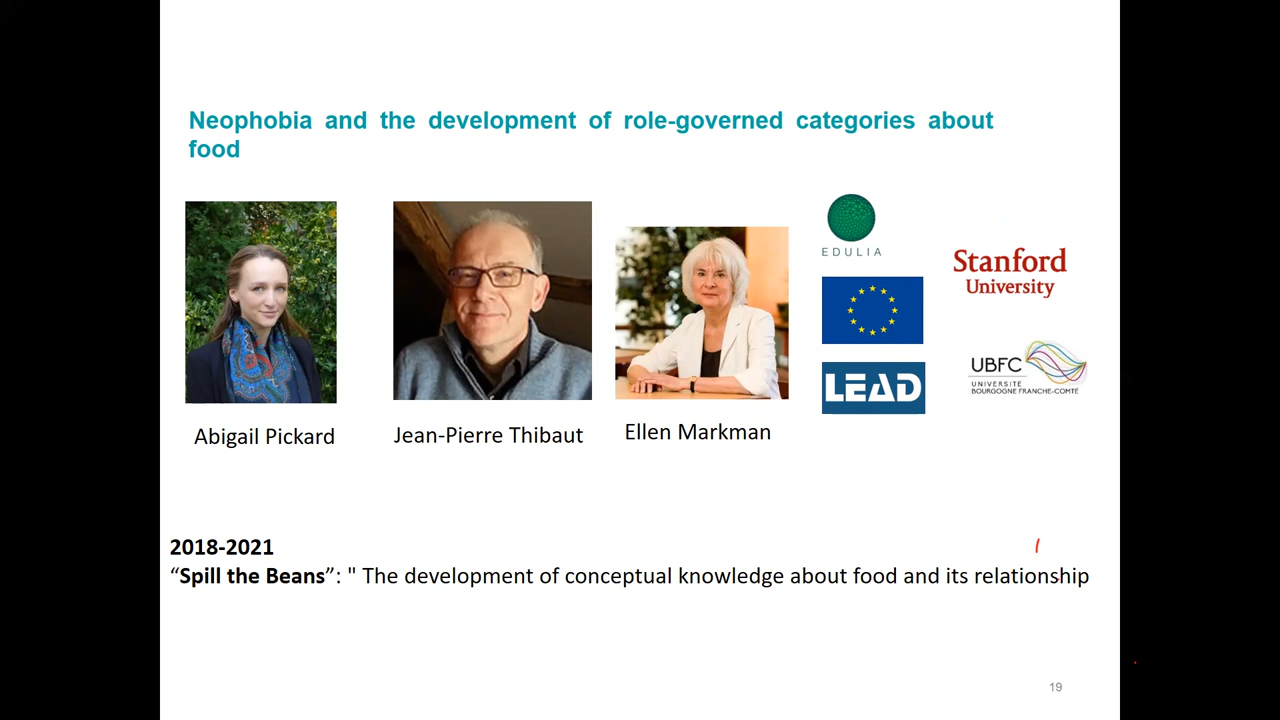 Neophobia and the development of role-governed categories about
food
EDULIA
Stanford
University
LEAD
UBFC
UNIVERSITÉ
BOURGOGNE FRANCHE-COMTÉ
Abigail Pickard
Jean-Pierre Thibaut
Ellen Markman
2018-2021
“Spill the Beans”: " The development of conceptual knowledge about food and its relationship
19